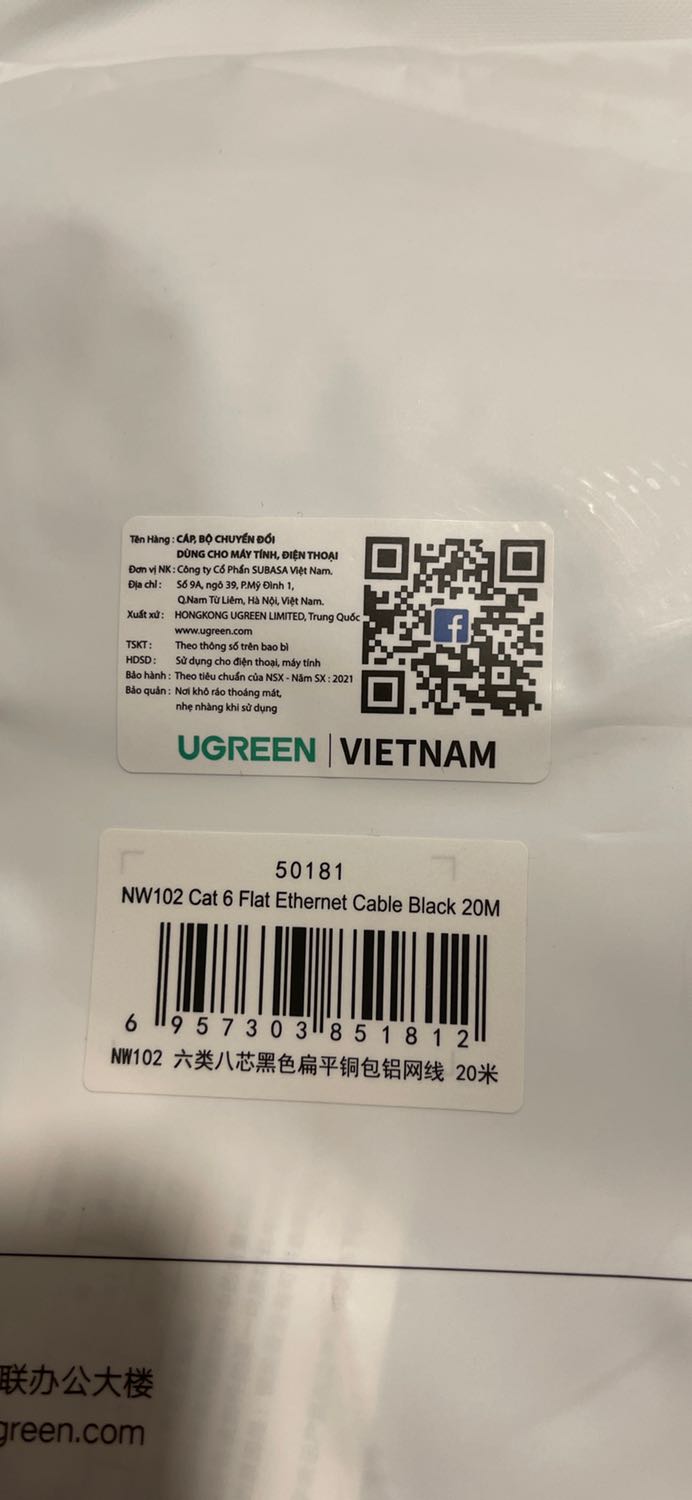 Tên Hàng : CÁP, BỘ CHUYỂN ĐỔI
DÙNG CHO MÁY TÍNH, ĐIỆN THOẠI
Đơn vị NK : Công ty Cổ Phần SUBASA Việt Nam.
Địa chỉ : Số 9A, ngõ 39, P.Mỹ Đình 1,
Q.Nam Từ Liêm, Hà Nội, Việt Nam.
Xuất xứ : HONGKONG UGREEN LIMITED, Trung Quốc
www.ugreen.com
TSKT : Theo thông số trên bao bì
HDSD : Sử dụng cho điện thoại, máy tính
Bảo hành : Theo tiêu chuẩn của NSX - Năm SX : 2021
Bảo quản : Nơi khô ráo thoáng mát,
nhẹ nhàng khi sử dụng
f
UGREEN | VIETNAM
50181
NW102 Cat 6 Flat Ethernet Cable Black 20M
6 957303 851812
NW102 六类八芯黑色扁平铜包铝网线 20米
联办公大楼
green.com